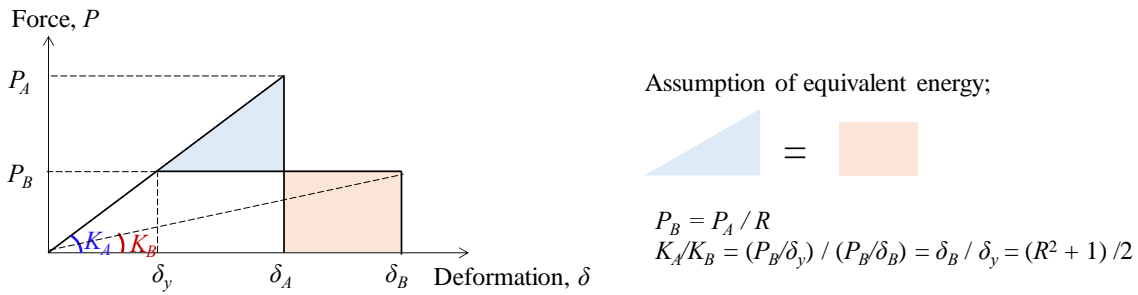 Force, P
P_A
P_B
K_A
K_B
δ_y
δ_A
δ_B
Deformation, δ
Assumption of equivalent energy;
=
P_B = P_A / R
K_A/K_B = (P_B/δ_y) / (P_B/δ_B) = δ_B / δ_y = (R² + 1) /2